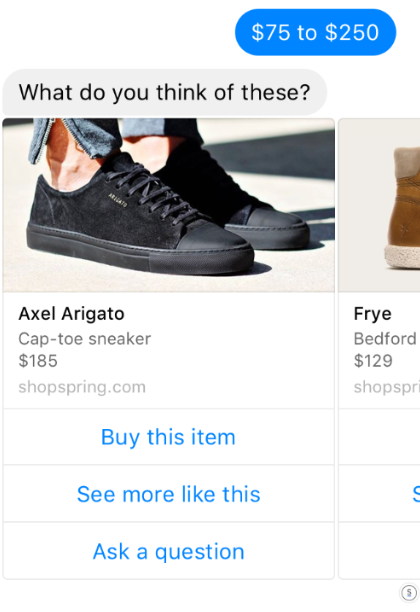 $75 to $250
What do you think of these?
ARIGATO
Axel Arigato
Cap-toe sneaker
$185
shopspring.com
Buy this item
See more like this
Ask a question
Frye
Bedford
$129
shopspri
S